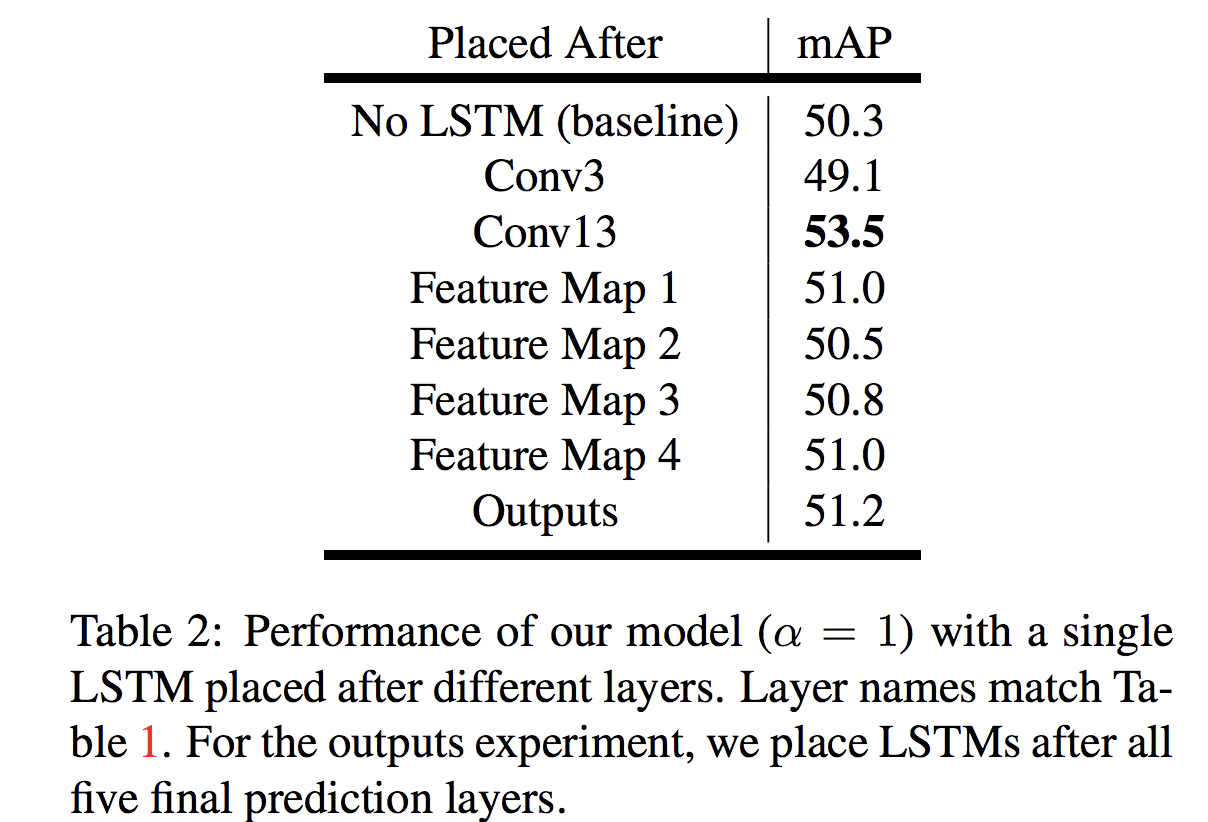 Placed After mAP
No LSTM (baseline) 50.3
Conv3 49.1
Conv13 53.5
Feature Map 1 51.0
Feature Map 2 50.5
Feature Map 3 50.8
Feature Map 4 51.0
Outputs 51.2
Table 2: Performance of our model (α = 1) with a single
LSTM placed after different layers. Layer names match Ta-
ble 1. For the outputs experiment, we place LSTMs after all
five final prediction layers.